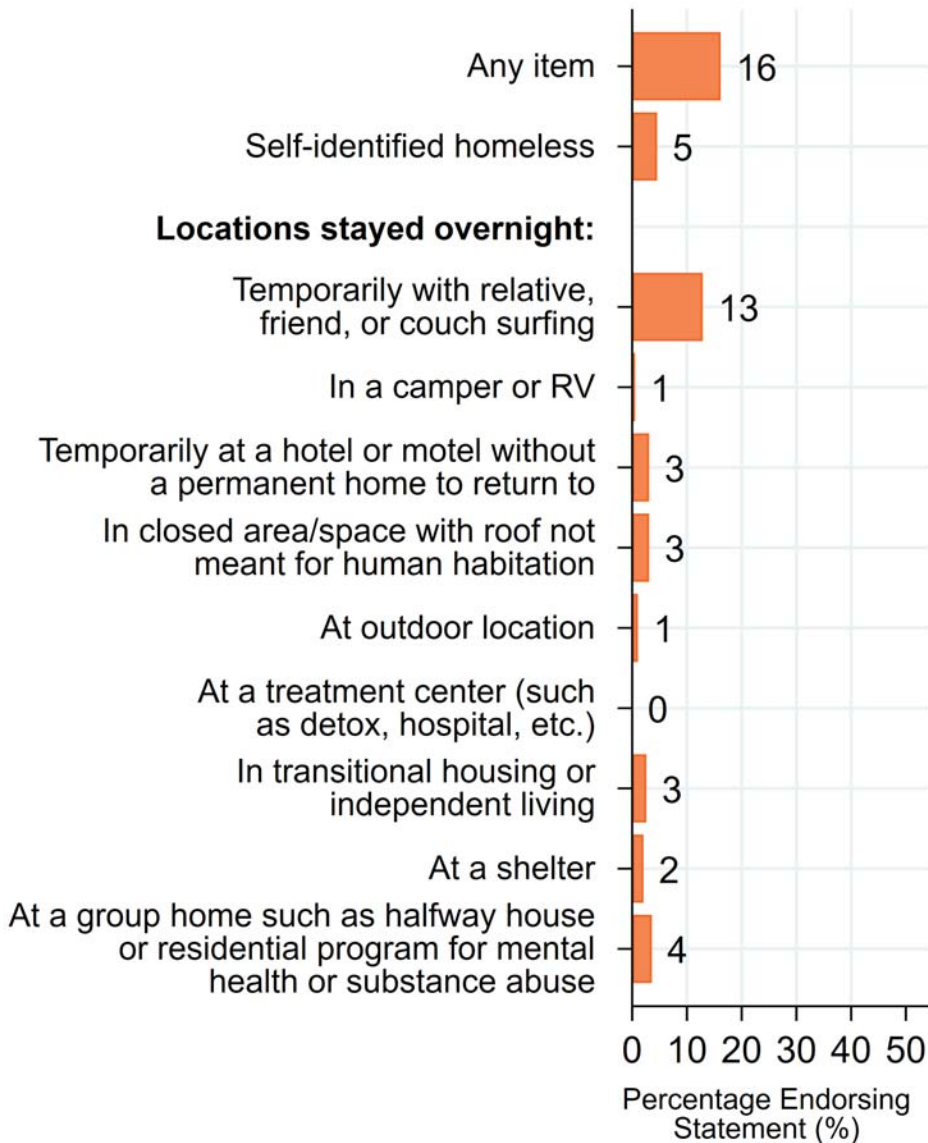 Any item
16
Self-identified homeless
5
Locations stayed overnight:
Temporarily with relative,
friend, or couch surfing
13
In a camper or RV
1
Temporarily at a hotel or motel without
a permanent home to return to
3
In closed area/space with roof not
meant for human habitation
3
At outdoor location
1
At a treatment center (such
as detox, hospital, etc.)
0
In transitional housing or
independent living
3
At a shelter
2
At a group home such as halfway house
or residential program for mental
health or substance abuse
4
0 10 20 30 40 50
Percentage Endorsing
Statement (%)